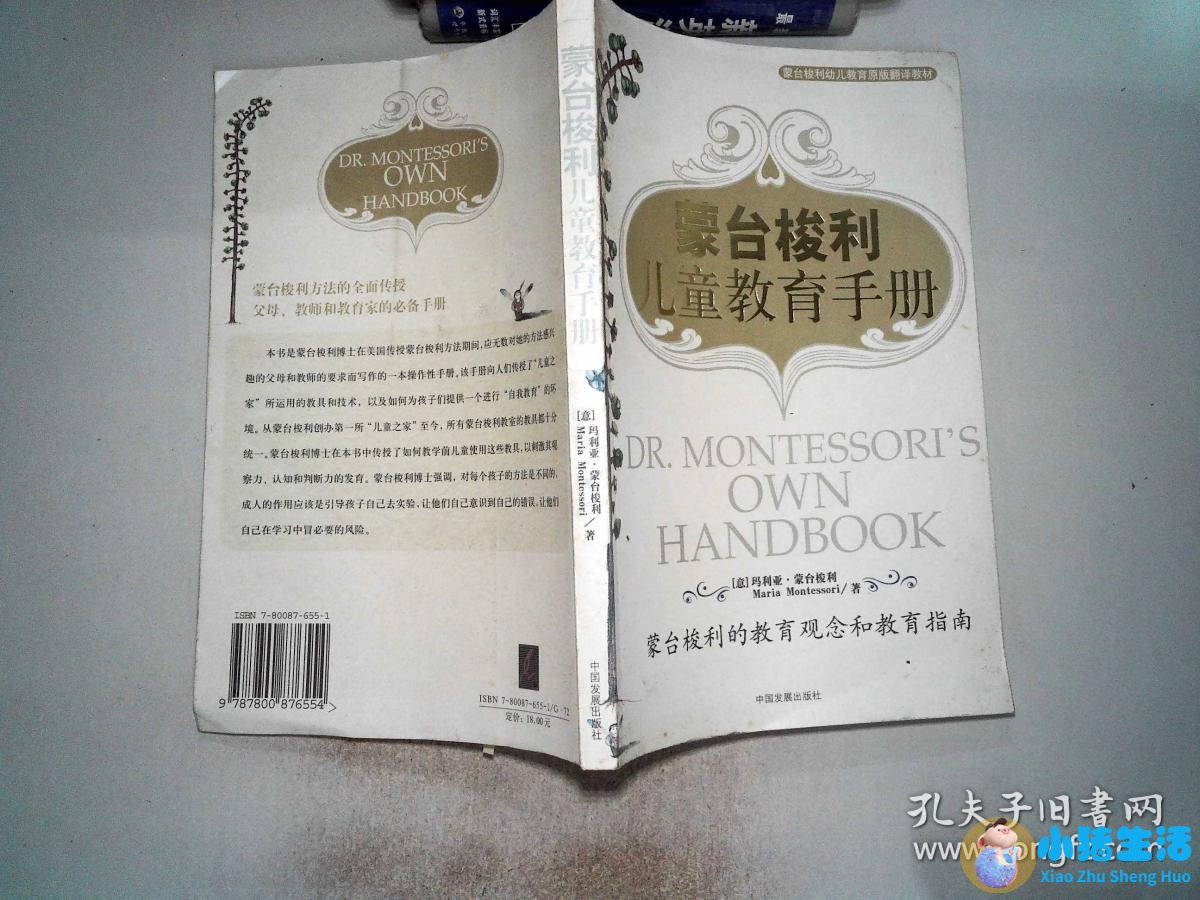 DR. MONTESSORI'S
OWN
HANDBOOK
蒙台梭利方法的全面传授
父母、教师和教育家的必备手册
本书是蒙台梭利博士在美国传授蒙台梭利方法期间,应无数对她的方法感兴
趣的父母和教师的要求而写作的一本操作性手册。该手册向人们传授了“儿童之
家”所运用的教具和技术,以及如何为孩子们提供一个进行“自我教育”的环
境。从蒙台梭利创办第一所“儿童之家”至今,所有蒙台梭利教室的教具都十分
统一。蒙台梭利博士在本书中传授了如何教学前儿童使用这些教具,以刺激其观
察力、认知和判断力的发育。蒙台梭利博士强调,对每个孩子的方法是不同的,
成人的作用应该是引导孩子自己去实验,让他们自己意识到自己的错误,让他们
自己在学习中冒必要的风险。
ISBN 7-80087-655-1
9 787800 876554 >
ISBN 7-80087-655-1/G·72
定价:18.00元
蒙台梭利儿童教育手册
[意]玛利亚·蒙台梭利/著
Maria Montessori
中国发展出版社
蒙台梭利幼儿教育原版翻译教材
蒙台梭利
儿童教育手册
DR. MONTESSORI'S
OWN
HANDBOOK
[意]玛利亚·蒙台梭利
Maria Montessori/著
蒙台梭利的教育观念和教育指南
中国发展出版社
孔夫子旧書网
小猪生活
Xiao Zhu Sheng Huo